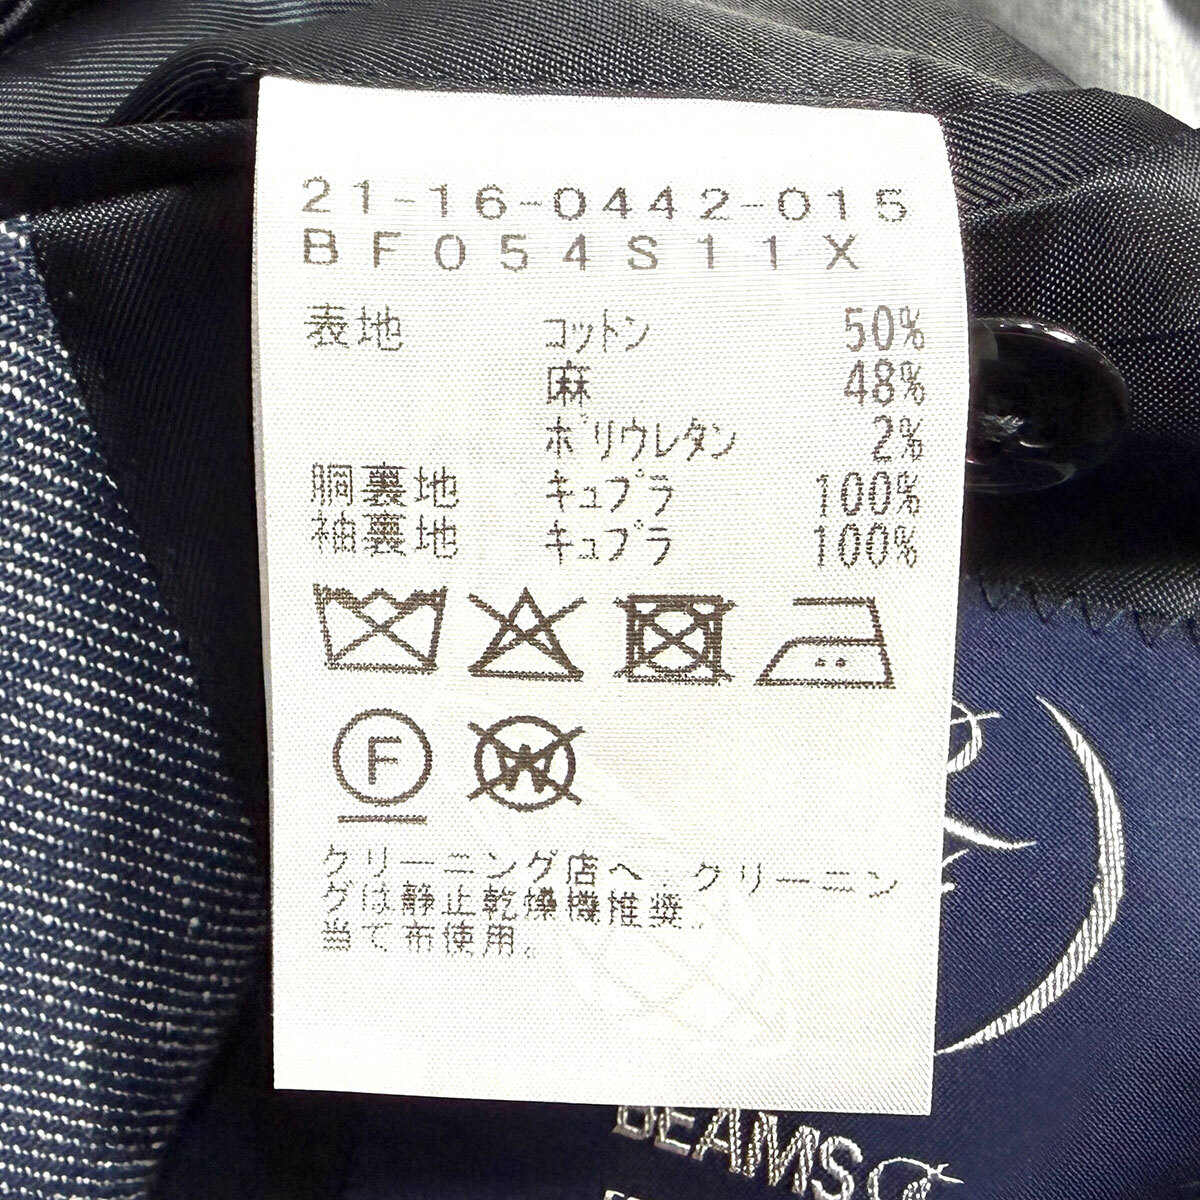 21-16-0442-015
BF054S11X
表地 コットン 50%
麻 48%
ポリウレタン 2%
胴裏地 キュプラ 100%
袖裏地 キュプラ 100%
F
W
クリーニング店へ.クリーニン
グは静止乾燥機推奨.
当て布使用。
BEAMS